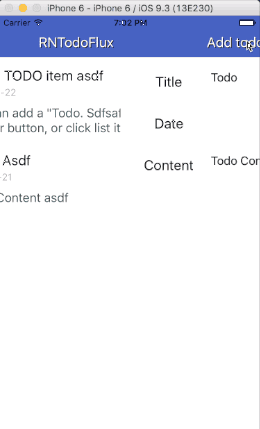 iPhone 6 - iPhone 6 / iOS 9.3 (13E230)
Carrier 7:02 PM
RNTodoFlux Add todo
TODO item asdf
-22
an add a "Todo. Sdfsaf
r button, or click list it
Asdf
-21
Content asdf
Title Todo
Date
Content Todo Con